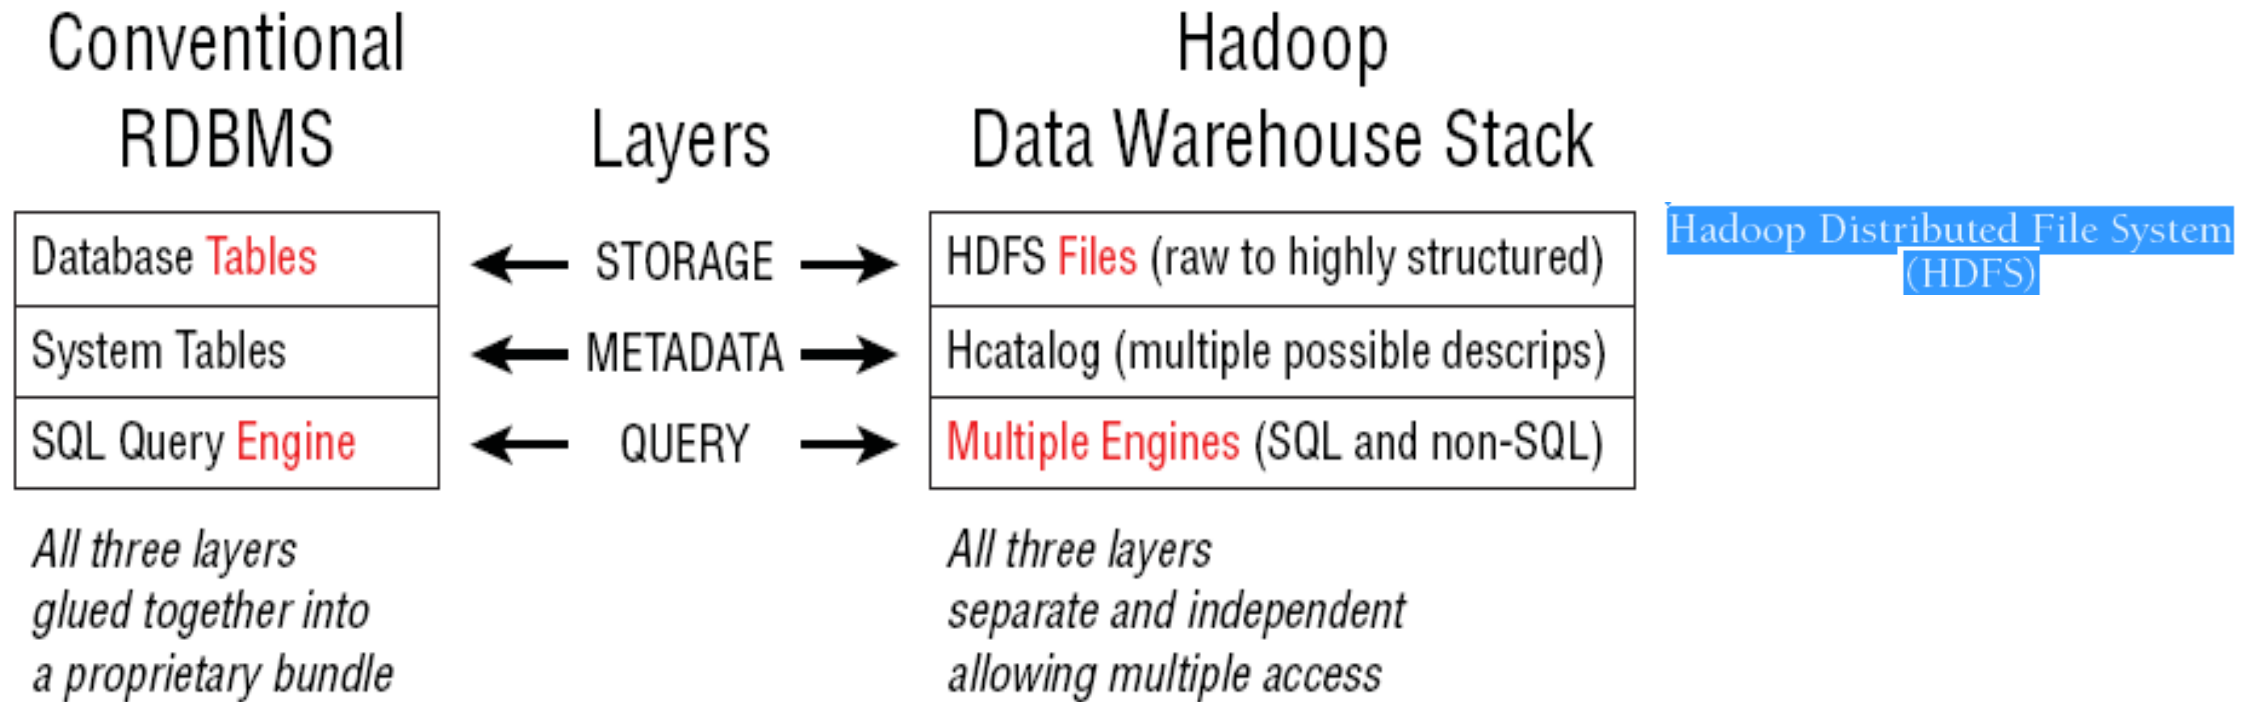 Conventional
RDBMS
Layers
Hadoop
Data Warehouse Stack
Database Tables
STORAGE
HDFS Files (raw to highly structured)
Hadoop Distributed File System
(HDFS)
System Tables
METADATA
Hcatalog (multiple possible descrips)
SQL Query Engine
QUERY
Multiple Engines (SQL and non-SQL)
All three layers
glued together into
a proprietary bundle
All three layers
separate and independent
allowing multiple access